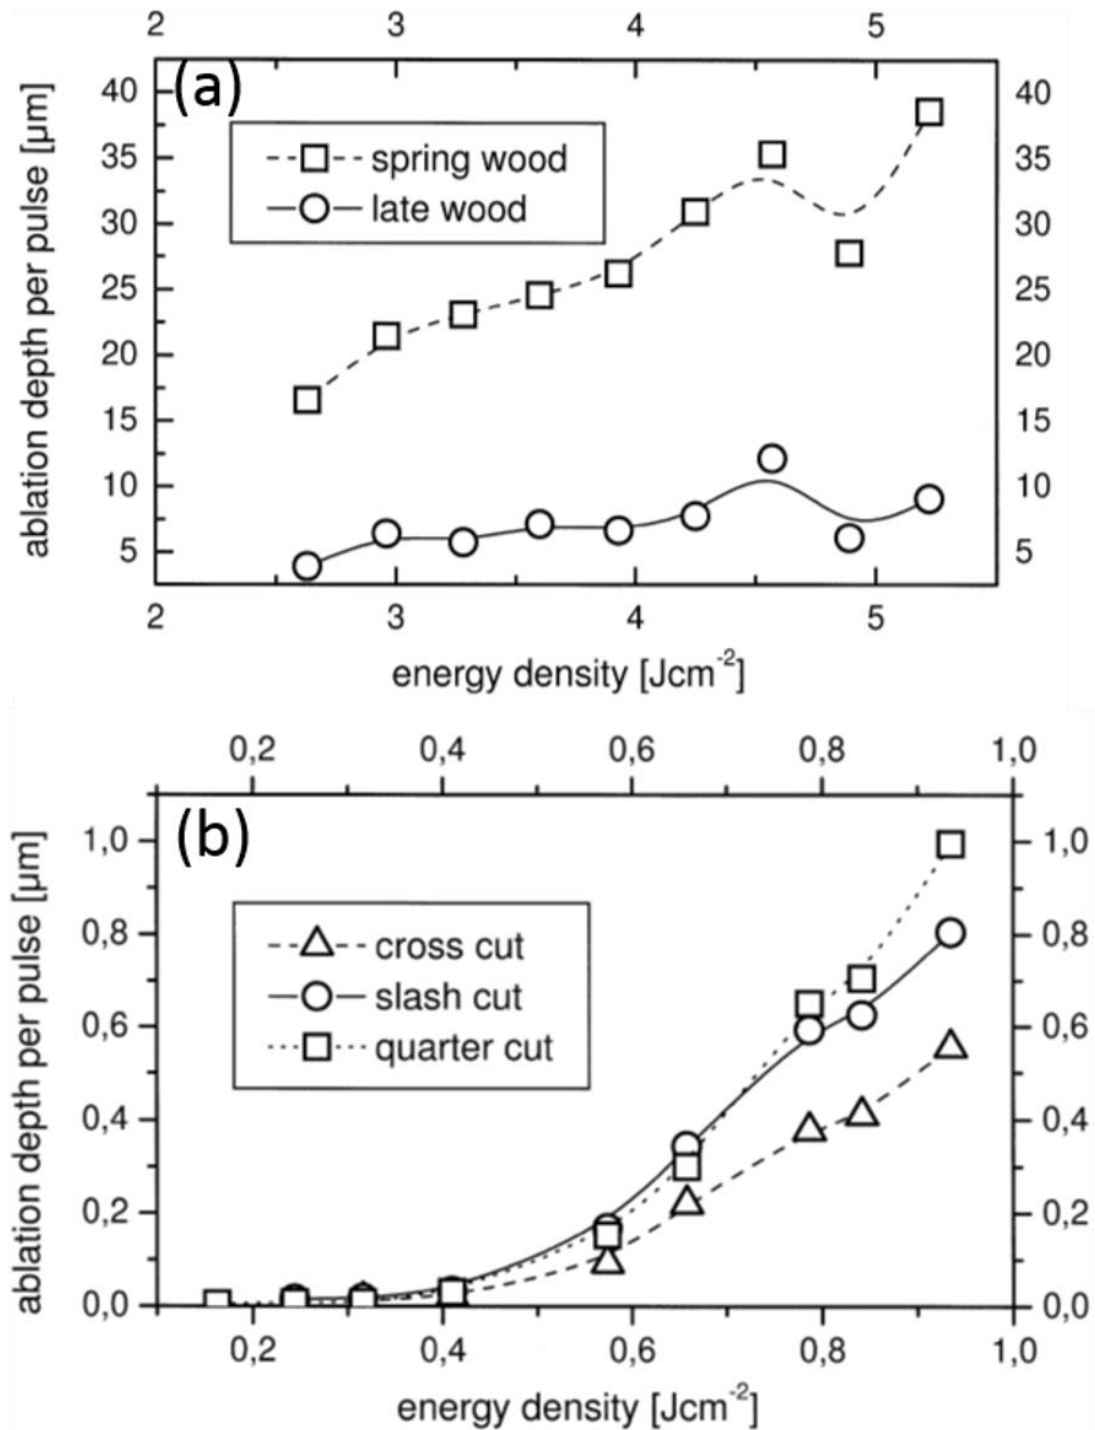 2 3 4 5
(a)
40 40
35 35
30 30
25 25
20 20
15 15
10 10
5 5
ablation depth per pulse [µm]
spring wood
late wood
2 3 4 5
energy density [Jcm-2]
0,2 0,4 0,6 0,8 1,0
(b)
1,0 1,0
0,8 0,8
0,6 0,6
0,4 0,4
0,2 0,2
0,0 0,0
ablation depth per pulse [µm]
cross cut
slash cut
quarter cut
0,2 0,4 0,6 0,8 1,0
energy density [Jcm-2]